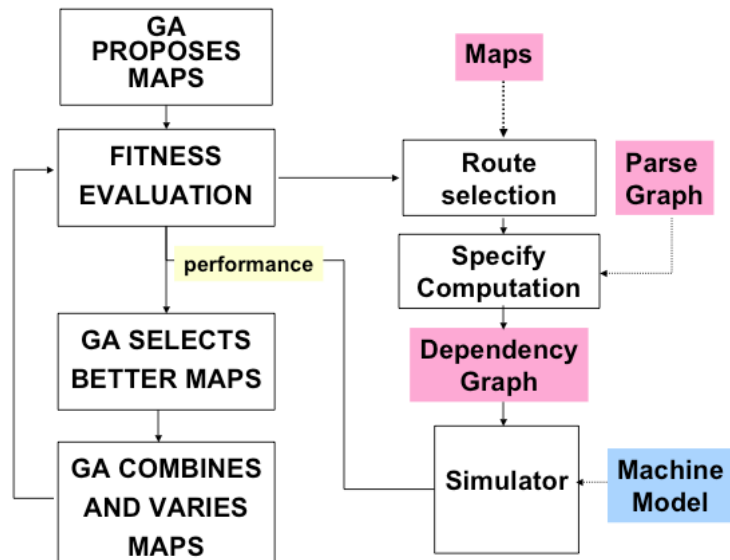 GA
PROPOSES
MAPS
FITNESS
EVALUATION
performance
GA SELECTS
BETTER MAPS
GA COMBINES
AND VARIES
MAPS
Maps
Route
selection
Parse
Graph
Specify
Computation
Dependency
Graph
Simulator
Machine
Model